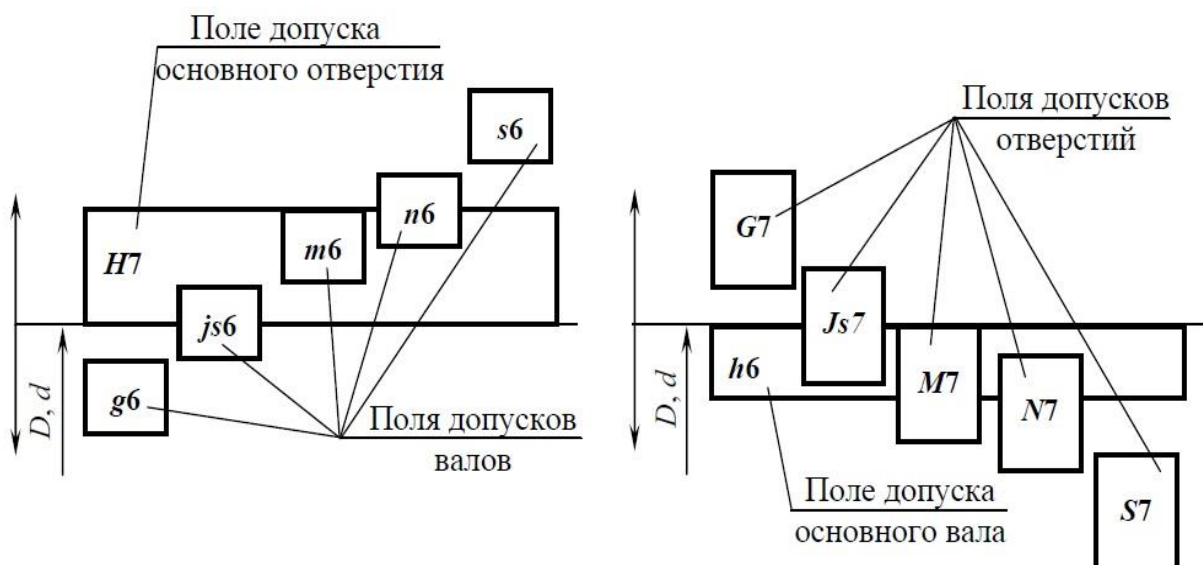 Поле допуска
основного отверстия
s6
n6
m6
H7
js6
g6
D, d
Поля допусков
валов
Поля допусков
отверстий
G7
Js7
h6
M7
N7
S7
D, d
Поле допуска
основного вала